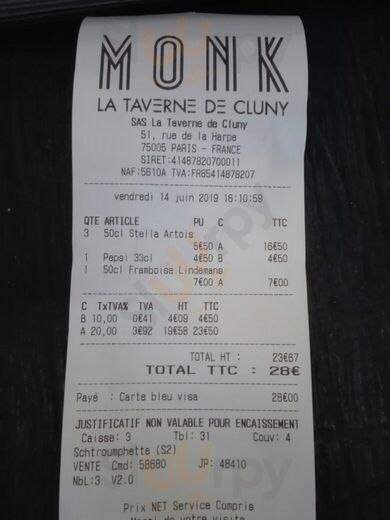 MONK
LA TAVERNE DE CLUNY
SAS La Taverne de Cluny
51, rue de la Harpe
75005 PARIS - FRANCE
SIRET:41487820700011
NAF:5610A TVA:FR85414878207
vendredi 14 juin 2019 16:10:59
QTE ARTICLE PU C TTC
3 50cl Stella Artois
5€50 A 16€50
1 Pepsi 33cl 4€50 B 4€50
1 50cl Framboise Lindemans
7€00 A 7€00
C TxTVA% TVA HT TTC
B 10,00 0€41 4€09 4€50
A 20,00 3€92 19€58 23€50
TOTAL HT : 23€67
TOTAL TTC : 28€
Payé : Carte bleu visa 28€00
JUSTIFICATIF NON VALABLE POUR ENCAISSEMENT
Caisse: 3 Tbl: 31 Couv: 4
Schtroumphette (S2)
VENTE Cmd: 58680 JP: 48410
NbL:3 V2.0
Prix NET Service Compris
Merci de votre visite